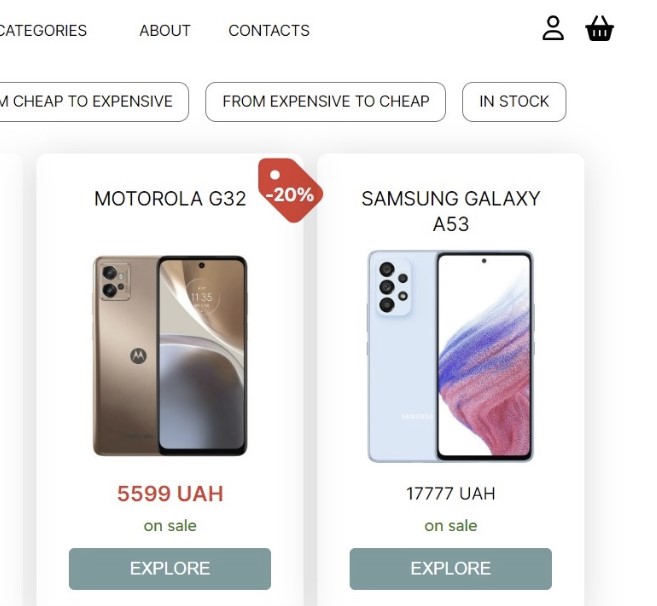 CATEGORIES ABOUT CONTACTS
M CHEAP TO EXPENSIVE FROM EXPENSIVE TO CHEAP IN STOCK
MOTOROLA G32
-20%
11:35
5599 UAH
on sale
EXPLORE
SAMSUNG GALAXY
A53
SAMSUNG
17777 UAH
on sale
EXPLORE